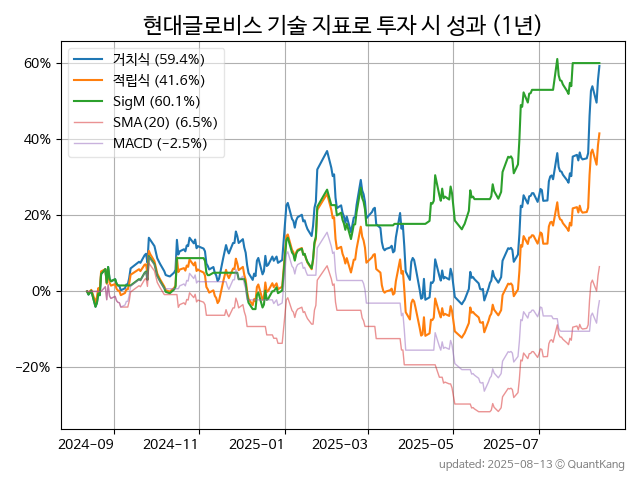 현대글로비스 기술 지표로 투자 시 성과 (1년)
거치식 (59.4%)
적립식 (41.6%)
SigM (60.1%)
SMA(20) (6.5%)
MACD (−2.5%)
60%
40%
20%
0%
−20%
2024-09
2024-11
2025-01
2025-03
2025-05
2025-07
updated: 2025-08-13 © QuantKang